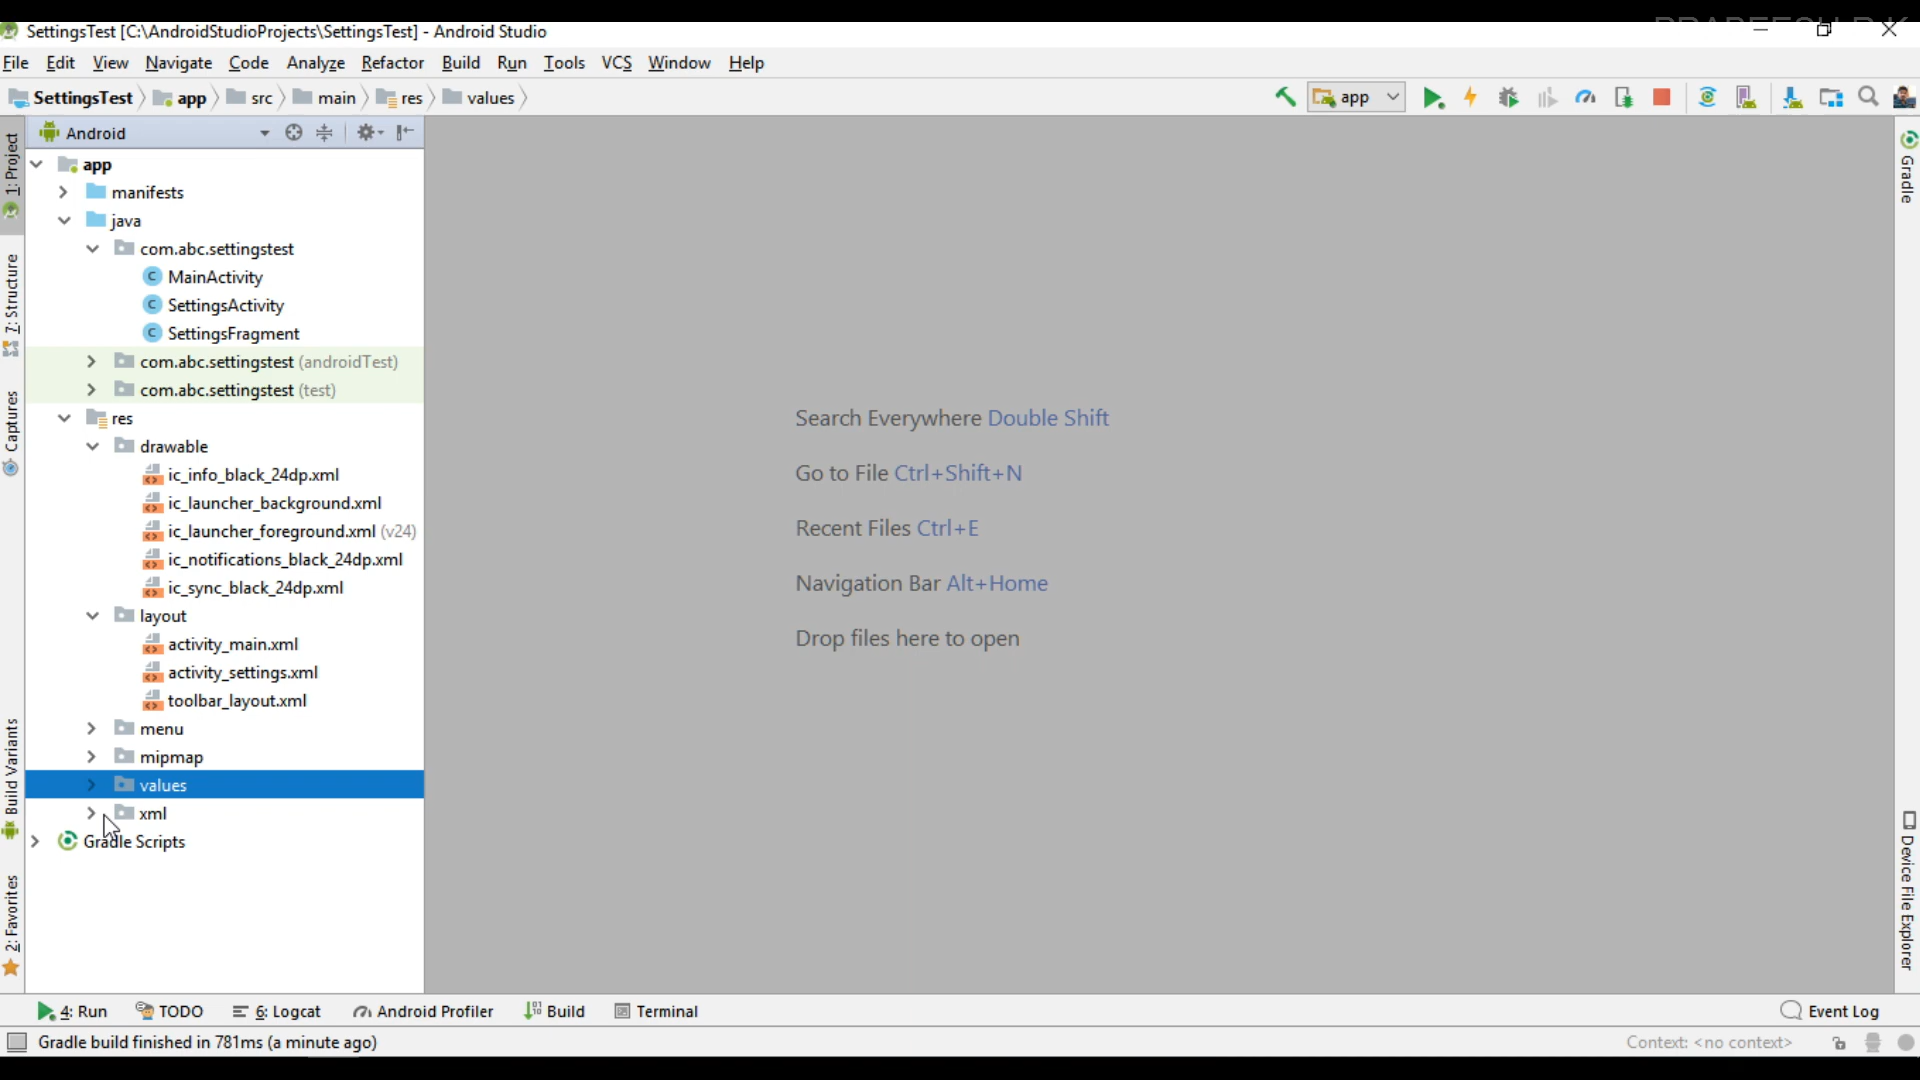 SettingsTest [C:\AndroidStudioProjects\SettingsTest] - Android Studio
File Edit View Navigate Code Analyze Refactor Build Run Tools VCS Window Help
SettingsTest app src main res values app
Android
1: Project
7: Structure
Captures
Build Variants
2: Favorites
app
manifests
java
com.abc.settingstest
MainActivity
SettingsActivity
SettingsFragment
com.abc.settingstest (androidTest)
com.abc.settingstest (test)
res
drawable
ic_info_black_24dp.xml
ic_launcher_background.xml
ic_launcher_foreground.xml (v24)
ic_notifications_black_24dp.xml
ic_sync_black_24dp.xml
layout
activity_main.xml
activity_settings.xml
toolbar_layout.xml
menu
mipmap
values
xml
Gradle Scripts
Search Everywhere Double Shift
Go to File Ctrl+Shift+N
Recent Files Ctrl+E
Navigation Bar Alt+Home
Drop files here to open
Gradle
Device File Explorer
4: Run TODO 6: Logcat Android Profiler Build Terminal Event Log
Gradle build finished in 781ms (a minute ago) Context: <no context>